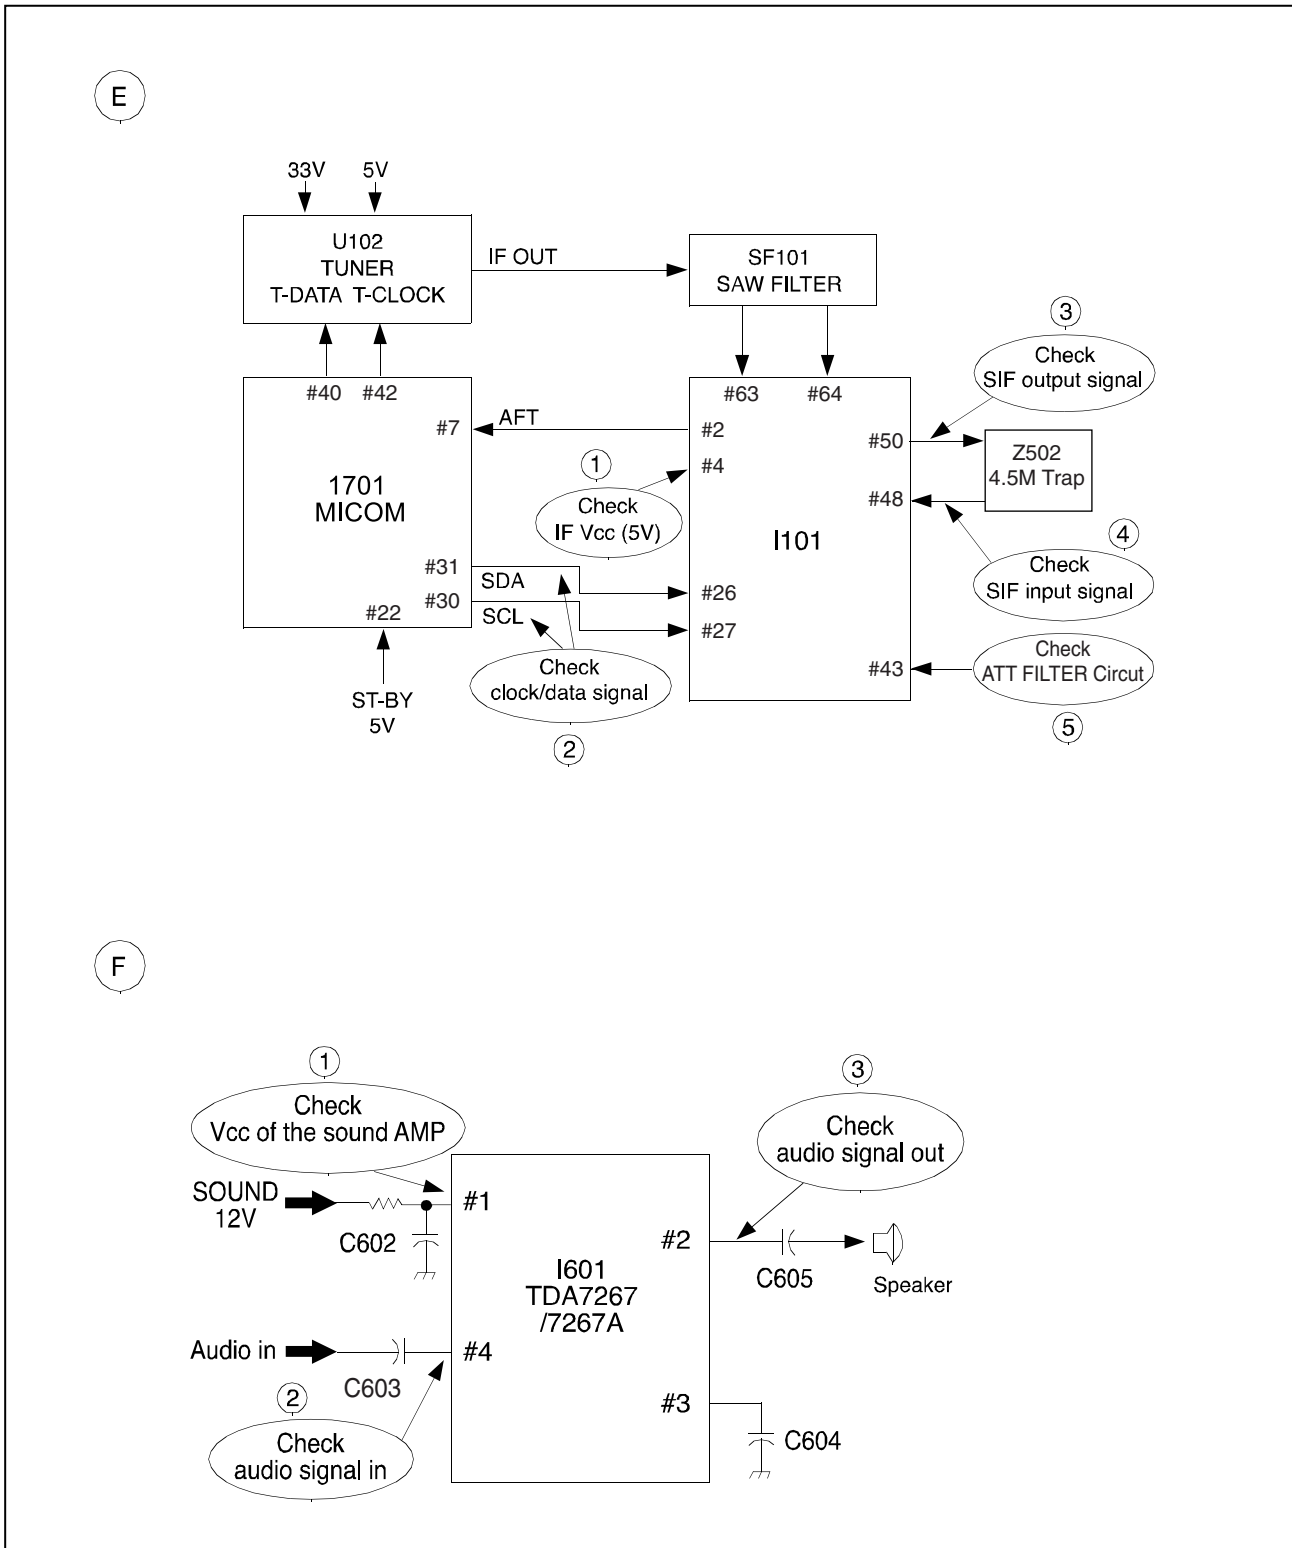 E
33V 5V
U102
TUNER
T-DATA T-CLOCK
IF OUT
SF101
SAW FILTER
#40 #42
#7
AFT
1701
MICOM
#31
#30
#22
SDA
SCL
ST-BY
5V
1
Check
IF Vcc (5V)
2
Check
clock/data signal
#63 #64
#2
#4
I101
#26
#27
#50
#48
#43
3
Check
SIF output signal
Z502
4.5M Trap
4
Check
SIF input signal
Check
ATT FILTER Circut
5
F
1
Check
Vcc of the sound AMP
SOUND
12V
C602
#1
Audio in
C603
#4
2
Check
audio signal in
I601
TDA7267
/7267A
#2
#3
3
Check
audio signal out
C605
Speaker
C604